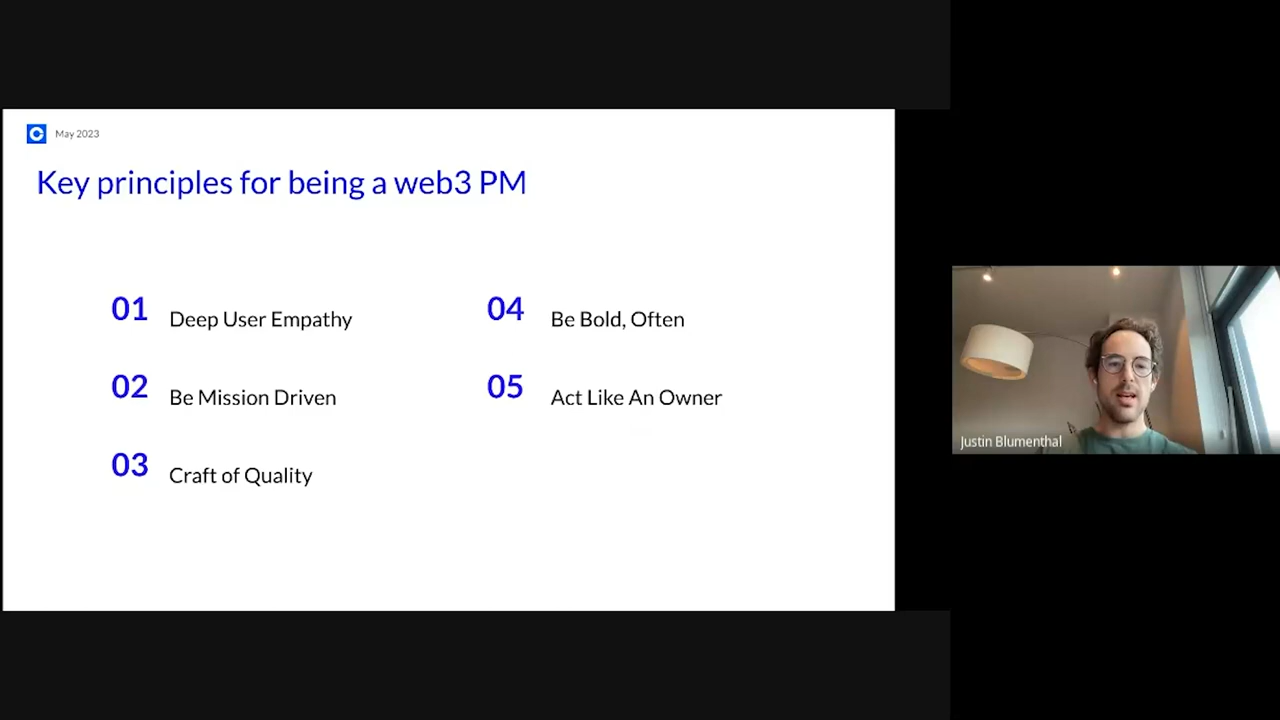 May 2023
Key principles for being a web3 PM
01 Deep User Empathy
02 Be Mission Driven
03 Craft of Quality
04 Be Bold, Often
05 Act Like An Owner
Justin Blumenthal